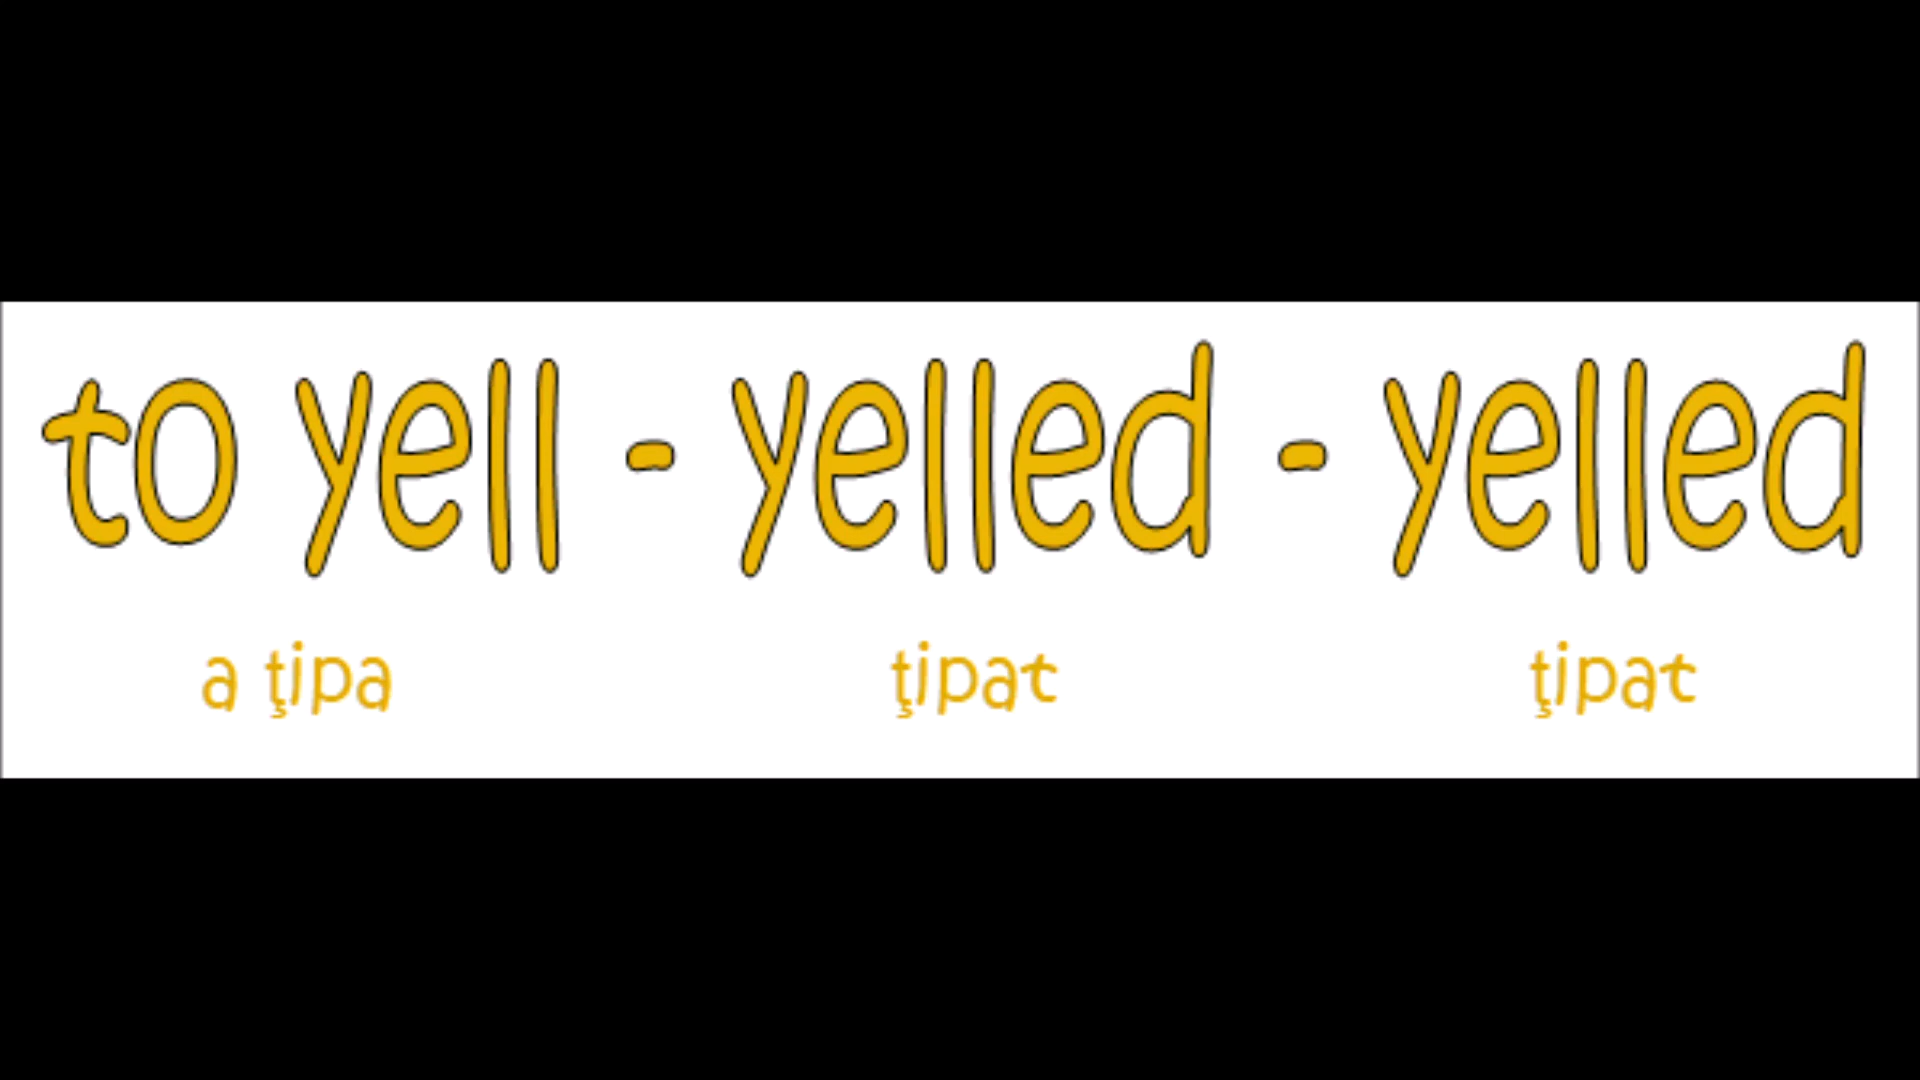 to yell - yelled - yelled
a ţipa ţipat ţipat